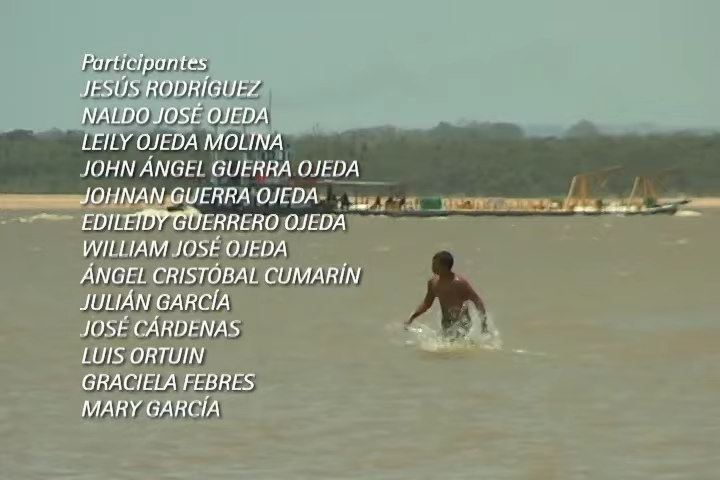 Participantes
JESÚS RODRÍGUEZ
NALDO JOSÉ OJEDA
LEILY OJEDA MOLINA
JOHN ÁNGEL GUERRA OJEDA
JOHNAN GUERRA OJEDA
EDILEIDY GUERRERO OJEDA
WILLIAM JOSÉ OJEDA
ÁNGEL CRISTÓBAL CUMARÍN
JULIÁN GARCÍA
JOSÉ CÁRDENAS
LUIS ORTUIN
GRACIELA FEBRES
MARY GARCÍA